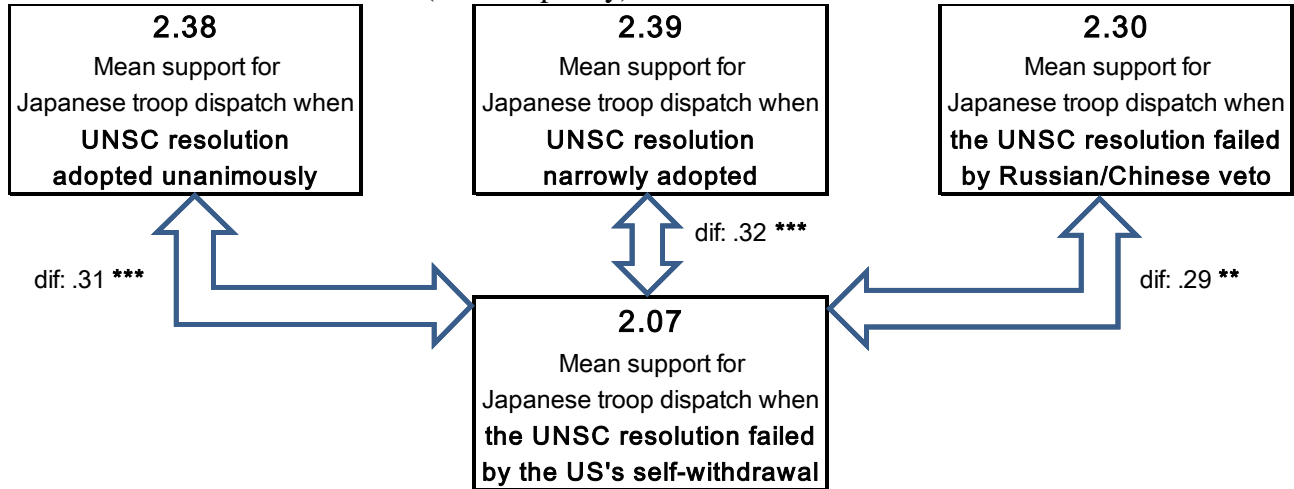 2.38
Mean support for
Japanese troop dispatch when
UNSC resolution
adopted unanimously
2.39
Mean support for
Japanese troop dispatch when
UNSC resolution
narrowly adopted
2.30
Mean support for
Japanese troop dispatch when
the UNSC resolution failed
by Russian/Chinese veto
dif: .31 ***
dif: .32 ***
dif: .29 **
2.07
Mean support for
Japanese troop dispatch when
the UNSC resolution failed
by the US's self-withdrawal